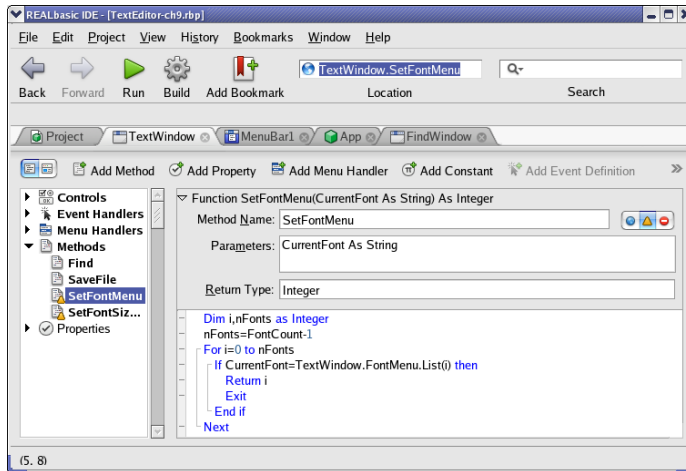 REALbasic IDE - [TextEditor-ch9.rbp]
File Edit Project View History Bookmarks Window Help
TextWindow.SetFontMenu
Back Forward Run Build Add Bookmark Location Search
Project TextWindow MenuBar1 App FindWindow
Add Method Add Property Add Menu Handler Add Constant Add Event Definition
Controls
Event Handlers
Menu Handlers
Methods
Find
SaveFile
SetFontMenu
SetFontSiz...
Properties
Function SetFontMenu(CurrentFont As String) As Integer
Method Name: SetFontMenu
Parameters: CurrentFont As String
Return Type: Integer
Dim i,nFonts as Integer
nFonts=FontCount-1
For i=0 to nFonts
If CurrentFont=TextWindow.FontMenu.List(i) then
Return i
Exit
End if
Next
(5, 8)